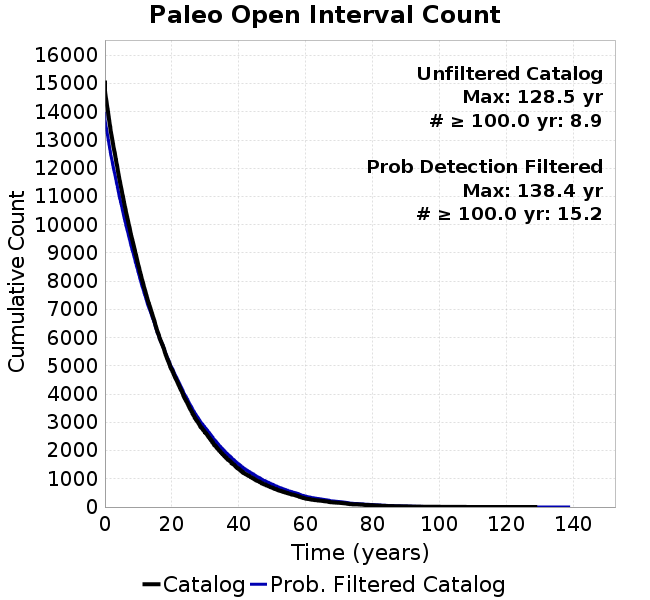 Paleo Open Interval Count
16000
15000
14000
13000
12000
11000
10000
9000
8000
7000
6000
5000
4000
3000
2000
1000
0
Cumulative Count
Unfiltered Catalog
Max: 128.5 yr
# ≥ 100.0 yr: 8.9
Prob Detection Filtered
Max: 138.4 yr
# ≥ 100.0 yr: 15.2
0 20 40 60 80 100 120 140
Time (years)
Catalog Prob. Filtered Catalog